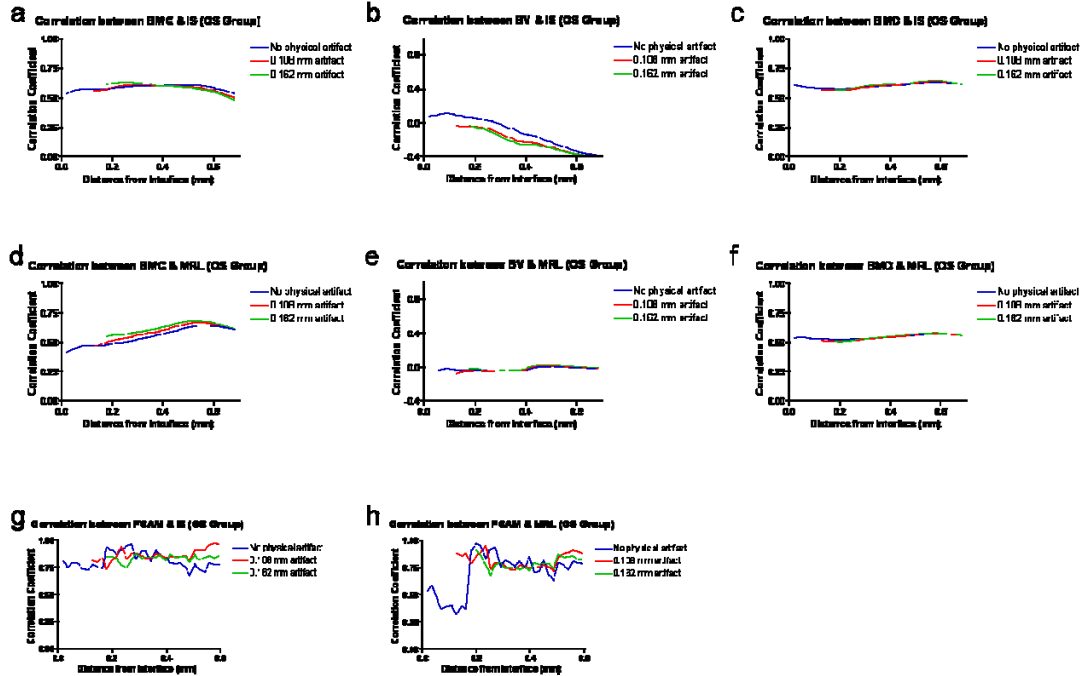 a
Correlation between BMC & IS (OS Group)
Correlation Coefficient
1.00
0.75
0.50
0.25
0.00
0.0 0.2 0.4 0.6
Distance from Interface (mm)
No physical artifact
0.108 mm artifact
0.162 mm artifact
b
Correlation between BV & IS (OS Group)
Correlation Coefficient
0.8
0.4
0.0
-0.4
0.0 0.2 0.4 0.6
Distance from Interface (mm)
No physical artifact
0.108 mm artifact
0.162 mm artifact
c
Correlation between BMD & IS (OS Group)
Correlation Coefficient
1.00
0.75
0.50
0.25
0.00
0.0 0.2 0.4 0.6
Distance from Interface (mm)
No physical artifact
0.108 mm artifact
0.162 mm artifact
d
Correlation between BMC & MRL (OS Group)
Correlation Coefficient
1.00
0.75
0.50
0.25
0.00
0.0 0.2 0.4 0.6
Distance from Interface (mm)
No physical artifact
0.108 mm artifact
0.162 mm artifact
e
Correlation between BV & MRL (OS Group)
Correlation Coefficient
0.8
0.4
0.0
-0.4
0.0 0.2 0.4 0.6
Distance from Interface (mm)
No physical artifact
0.108 mm artifact
0.162 mm artifact
f
Correlation between BMD & MRL (OS Group)
Correlation Coefficient
1.00
0.75
0.50
0.25
0.00
0.0 0.2 0.4 0.6
Distance from Interface (mm)
No physical artifact
0.108 mm artifact
0.162 mm artifact
g
Correlation between FCAM & IS (OS Group)
Correlation Coefficient
1.00
0.75
0.50
0.25
0.00
0.0 0.2 0.4 0.6
Distance from Interface (mm)
No physical artifact
0.108 mm artifact
0.162 mm artifact
h
Correlation between FCAM & MRL (OS Group)
Correlation Coefficient
1.00
0.75
0.50
0.25
0.00
0.0 0.2 0.4 0.6
Distance from Interface (mm)
No physical artifact
0.108 mm artifact
0.162 mm artifact